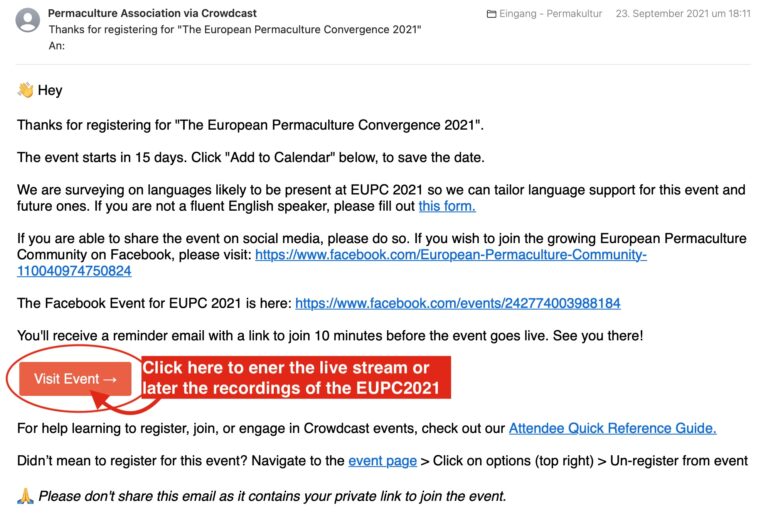 Permaculture Association via Crowdcast
Eingang - Permakultur
23. September 2021 um 18:11
Thanks for registering for "The European Permaculture Convergence 2021"
An:
👋 Hey
Thanks for registering for "The European Permaculture Convergence 2021".
The event starts in 15 days. Click "Add to Calendar" below, to save the date.
We are surveying on languages likely to be present at EUPC 2021 so we can tailor language support for this event and
future ones. If you are not a fluent English speaker, please fill out this form.
If you are able to share the event on social media, please do so. If you wish to join the growing European Permaculture
Community on Facebook, please visit: https://www.facebook.com/European-Permaculture-Community-
110040974750824
The Facebook Event for EUPC 2021 is here: https://www.facebook.com/events/242774003988184
You'll receive a reminder email with a link to join 10 minutes before the event goes live. See you there!
Visit Event →
Click here to ener the live stream or
later the recordings of the EUPC2021
For help learning to register, join, or engage in Crowdcast events, check out our Attendee Quick Reference Guide.
Didn't mean to register for this event? Navigate to the event page > Click on options (top right) > Un-register from event
🙏 Please don't share this email as it contains your private link to join the event.